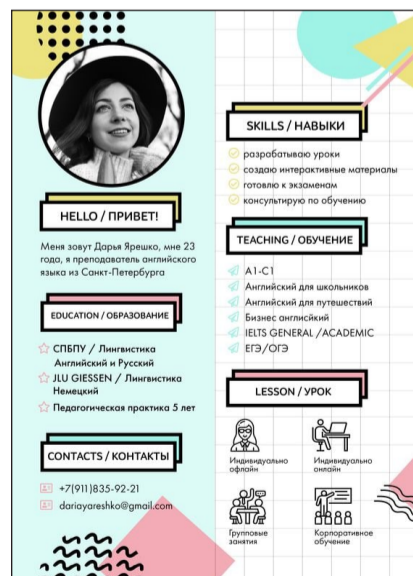 HELLO / ПРИВЕТ!
Меня зовут Дарья Ярешко, мне 23
года, я преподаватель английского
языка из Санкт-Петербурга
EDUCATION / ОБРАЗОВАНИЕ
СПБПУ / Лингвистика
Английский и Русский
JLU GIESSEN / Лингвистика
Немецкий
Педагогическая практика 5 лет
CONTACTS / КОНТАКТЫ
+7(911)835-92-21
dariayareshko@gmail.com
SKILLS / НАВЫКИ
разрабатываю уроки
создаю интерактивные материалы
готовлю к экзаменам
консультирую по обучению
TEACHING / ОБУЧЕНИЕ
A1-C1
Английский для школьников
Английский для путешествий
Бизнес англисйкий
IELTS GENERAL /ACADEMIC
ЕГЭ/ОГЭ
LESSON / УРОК
Индивидуально
офлайн
Индивидуально
онлайн
Групповые
занятия
Корпоративное
обучение